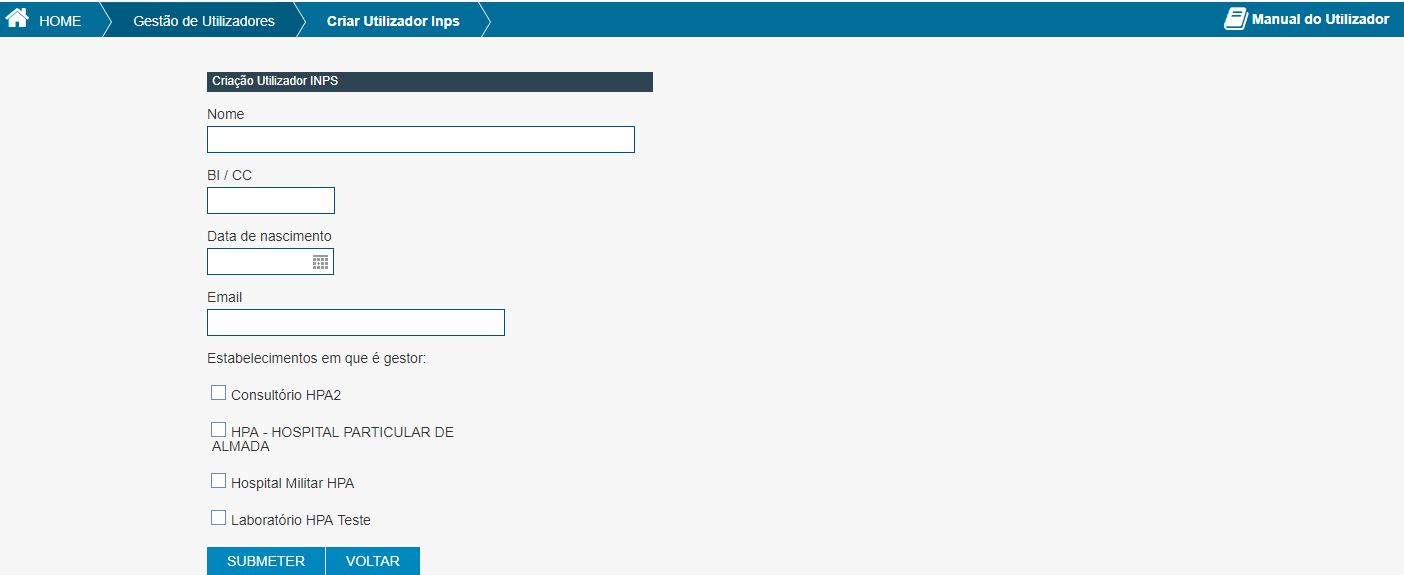 HOME
Gestão de Utilizadores
Criar Utilizador Inps
Manual do Utilizador
Criação Utilizador INPS
Nome
BI / CC
Data de nascimento
Email
Estabelecimentos em que é gestor:
Consultório HPA2
HPA - HOSPITAL PARTICULAR DE
ALMADA
Hospital Militar HPA
Laboratório HPA Teste
SUBMETER
VOLTAR